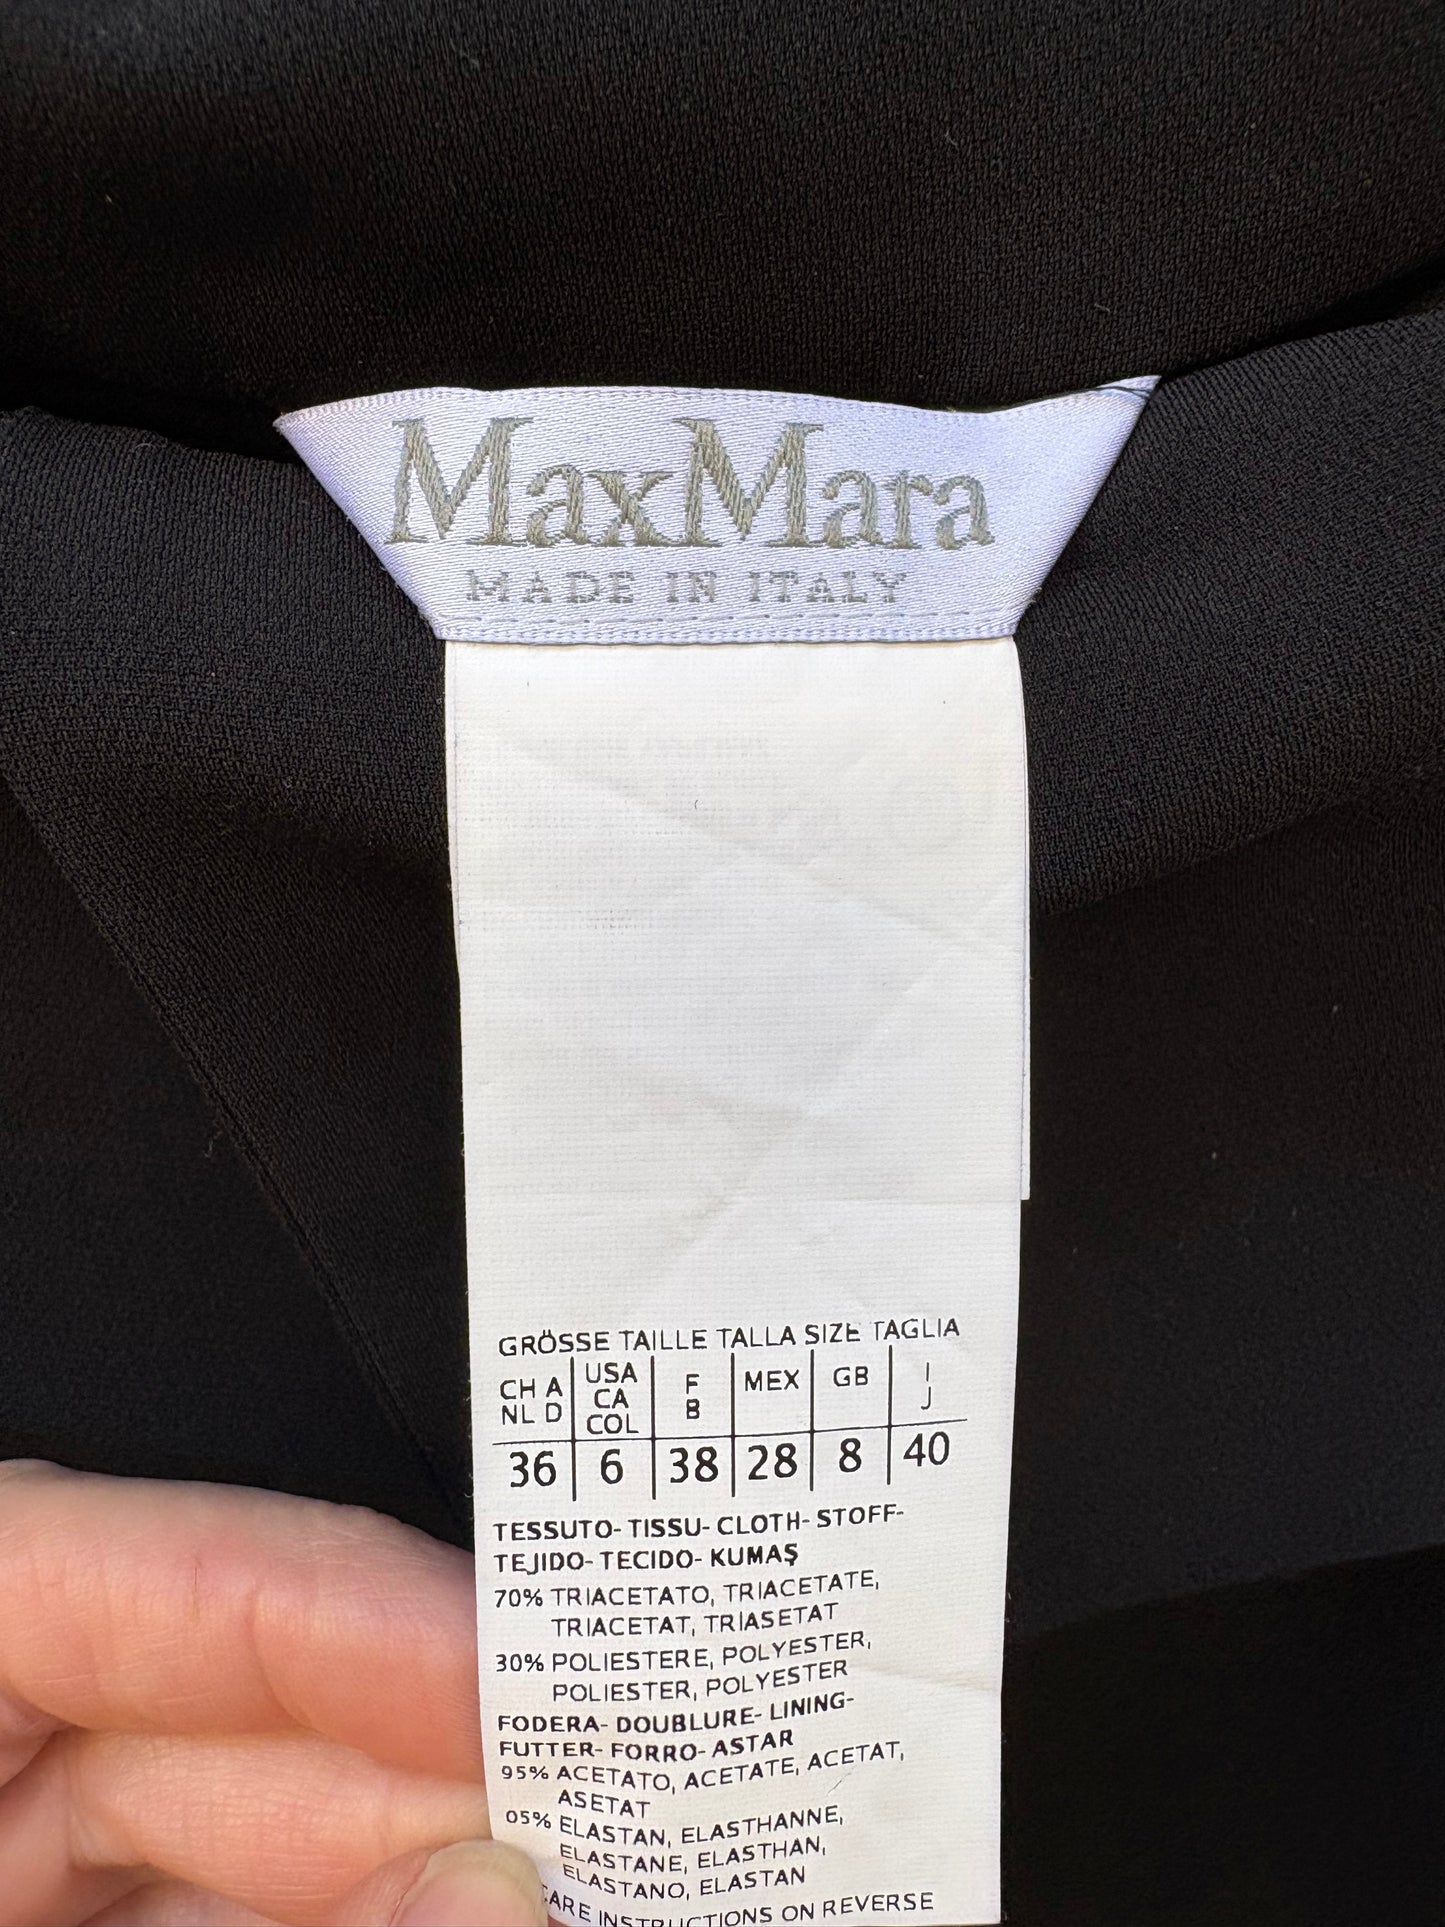 MaxMara
MADE IN ITALY
GRÖSSE TAILLE TALLA SIZE TAGLIA
CH A NL D USA CA COL F B MEX GB I J
36 6 38 28 8 40
TESSUTO- TISSU- CLOTH- STOFF-
TEJIDO- TECIDO- KUMAŞ
70% TRIACETATO, TRIACETATE,
TRIACETAT, TRIASETAT
30% POLIESTERE, POLYESTER,
POLIESTER, POLYESTER
FODERA- DOUBLURE- LINING-
FUTTER- FORRO- ASTAR
95% ACETATO, ACETATE, ACETAT,
ASETAT
05% ELASTAN, ELASTHANNE,
ELASTANE, ELASTHAN,
ELASTANO, ELASTAN
CARE INSTRUCTIONS ON REVERSE